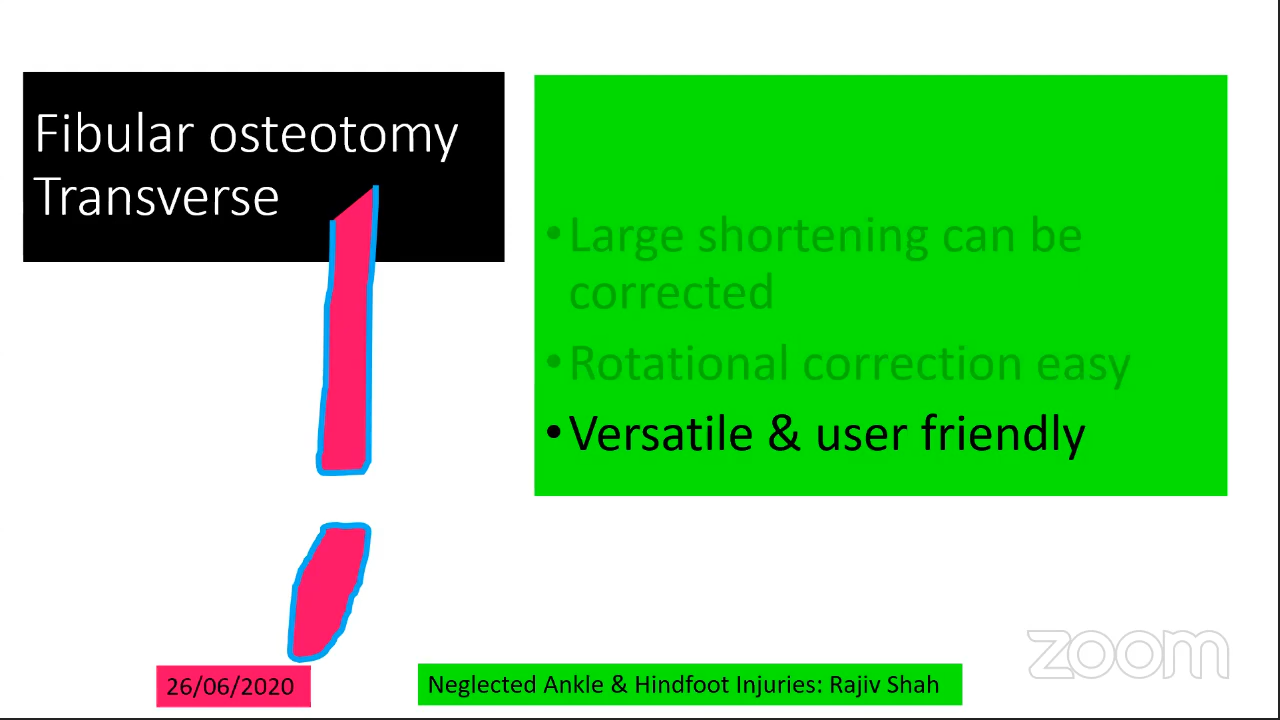 Fibular osteotomy
Transverse
• Large shortening can be
corrected
• Rotational correction easy
• Versatile & user friendly
zoom
26/06/2020
Neglected Ankle & Hindfoot Injuries: Rajiv Shah